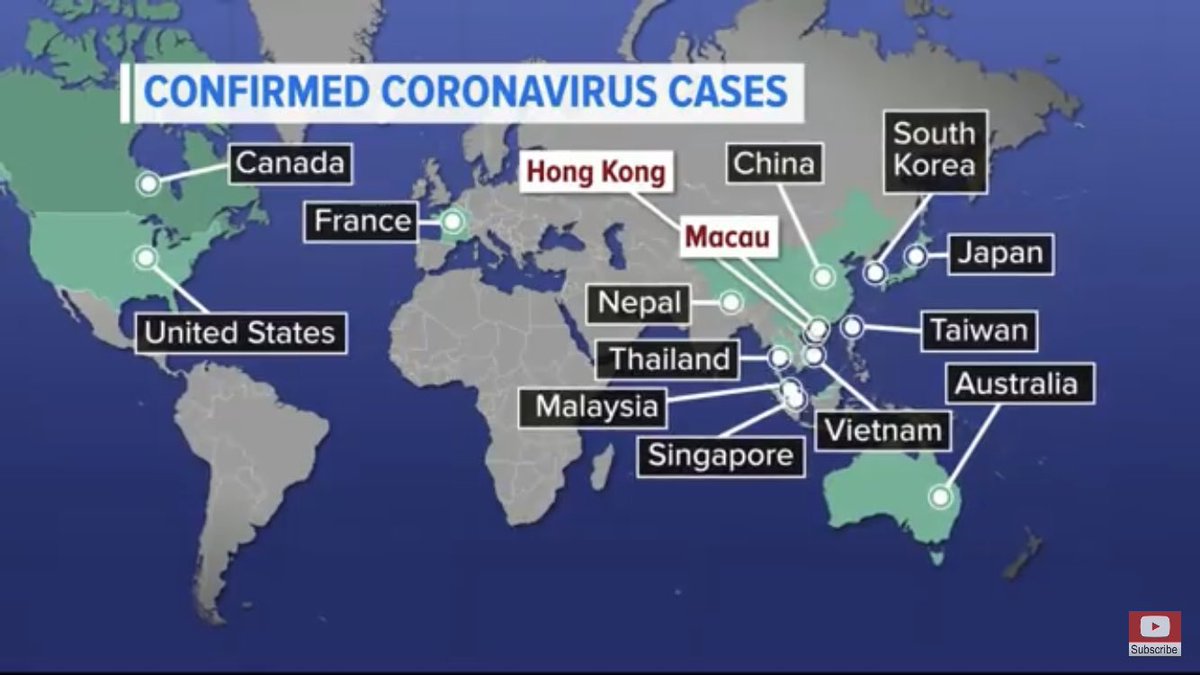 CONFIRMED CORONAVIRUS CASES
Canada
France
United States
Hong Kong
Macau
China
South
Korea
Japan
Nepal
Taiwan
Thailand
Australia
Malaysia
Vietnam
Singapore
Subscribe